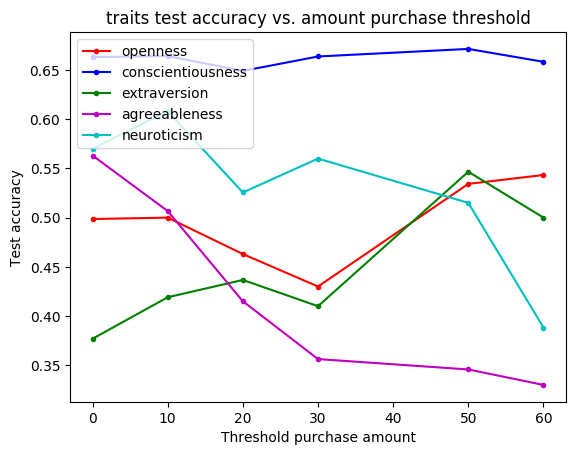 traits test accuracy vs. amount purchase threshold
openness
conscientiousness
extraversion
agreeableness
neuroticism
Test accuracy
0.65
0.60
0.55
0.50
0.45
0.40
0.35
0
10
20
30
40
50
60
Threshold purchase amount